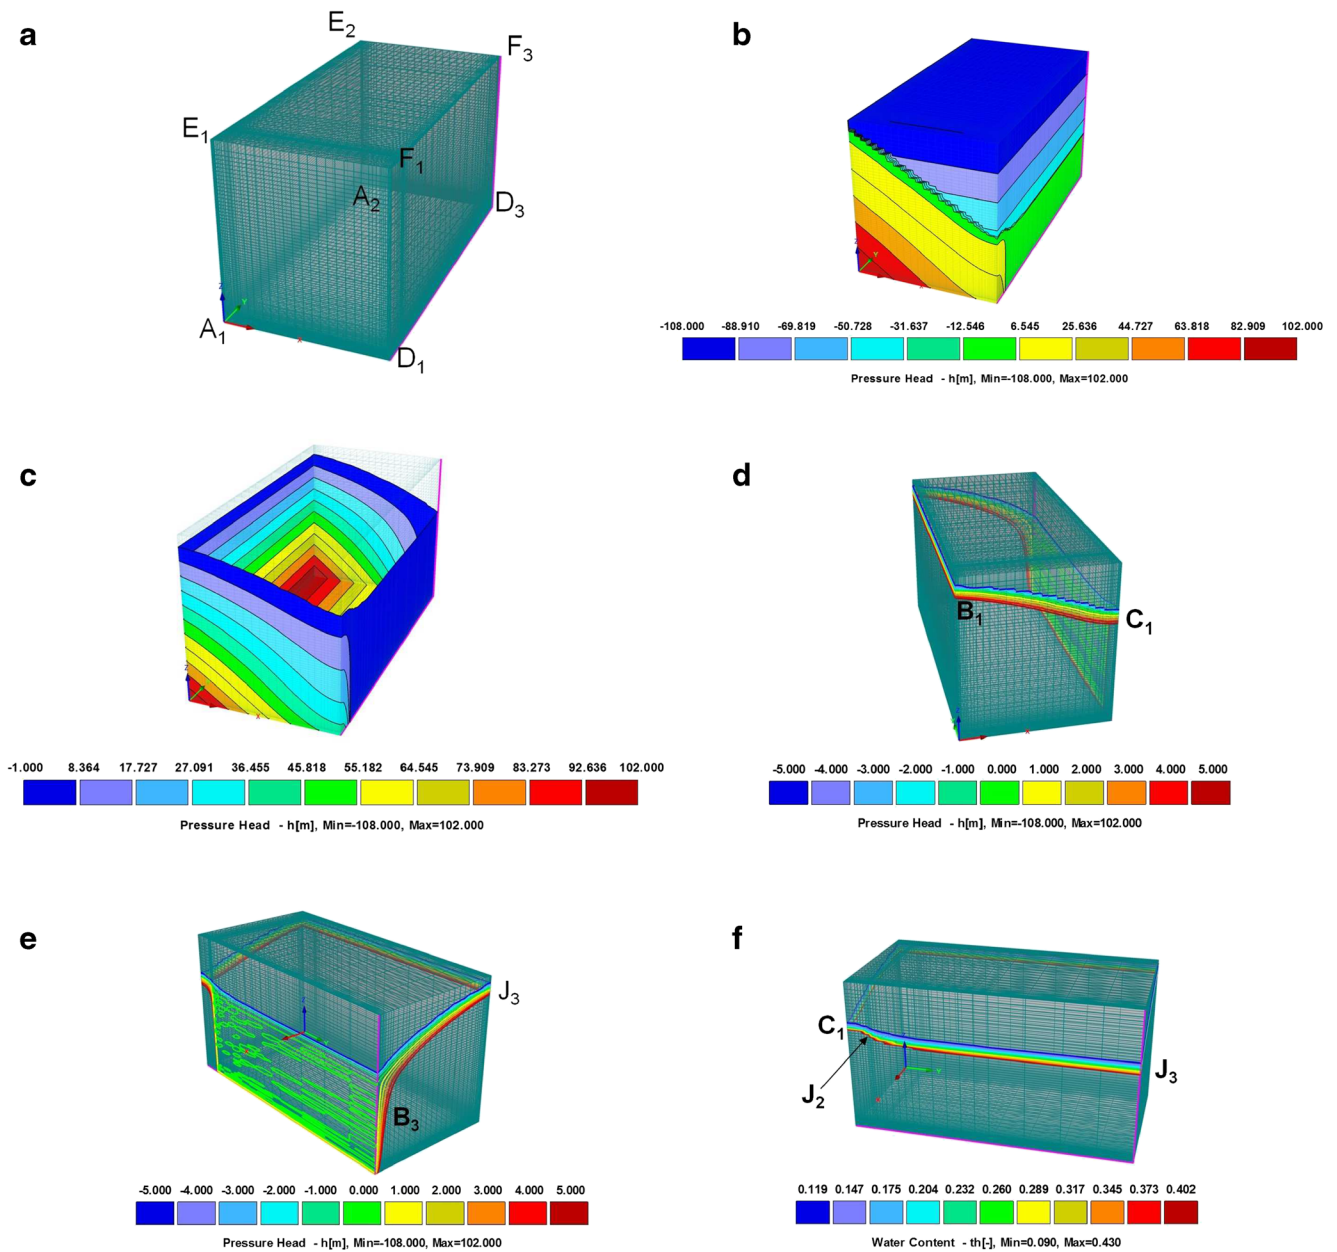 a
E2
F3
E1
F1
A2
D3
A1
D1
z
Y
x
b
z
Y
x
-108.000 -88.910 -69.819 -50.728 -31.637 -12.546 6.545 25.636 44.727 63.818 82.909 102.000
Pressure Head - h[m], Min=-108.000, Max=102.000
c
z
x
-1.000 8.364 17.727 27.091 36.455 45.818 55.182 64.545 73.909 83.273 92.636 102.000
Pressure Head - h[m], Min=-108.000, Max=102.000
d
B1
C1
x
-5.000 -4.000 -3.000 -2.000 -1.000 0.000 1.000 2.000 3.000 4.000 5.000
Pressure Head - h[m], Min=-108.000, Max=102.000
e
J3
z
B3
-5.000 -4.000 -3.000 -2.000 -1.000 0.000 1.000 2.000 3.000 4.000 5.000
Pressure Head - h[m], Min=-108.000, Max=102.000
f
C1
J3
J2
Y
x
0.119 0.147 0.175 0.204 0.232 0.260 0.289 0.317 0.345 0.373 0.402
Water Content - th[-], Min=0.090, Max=0.430